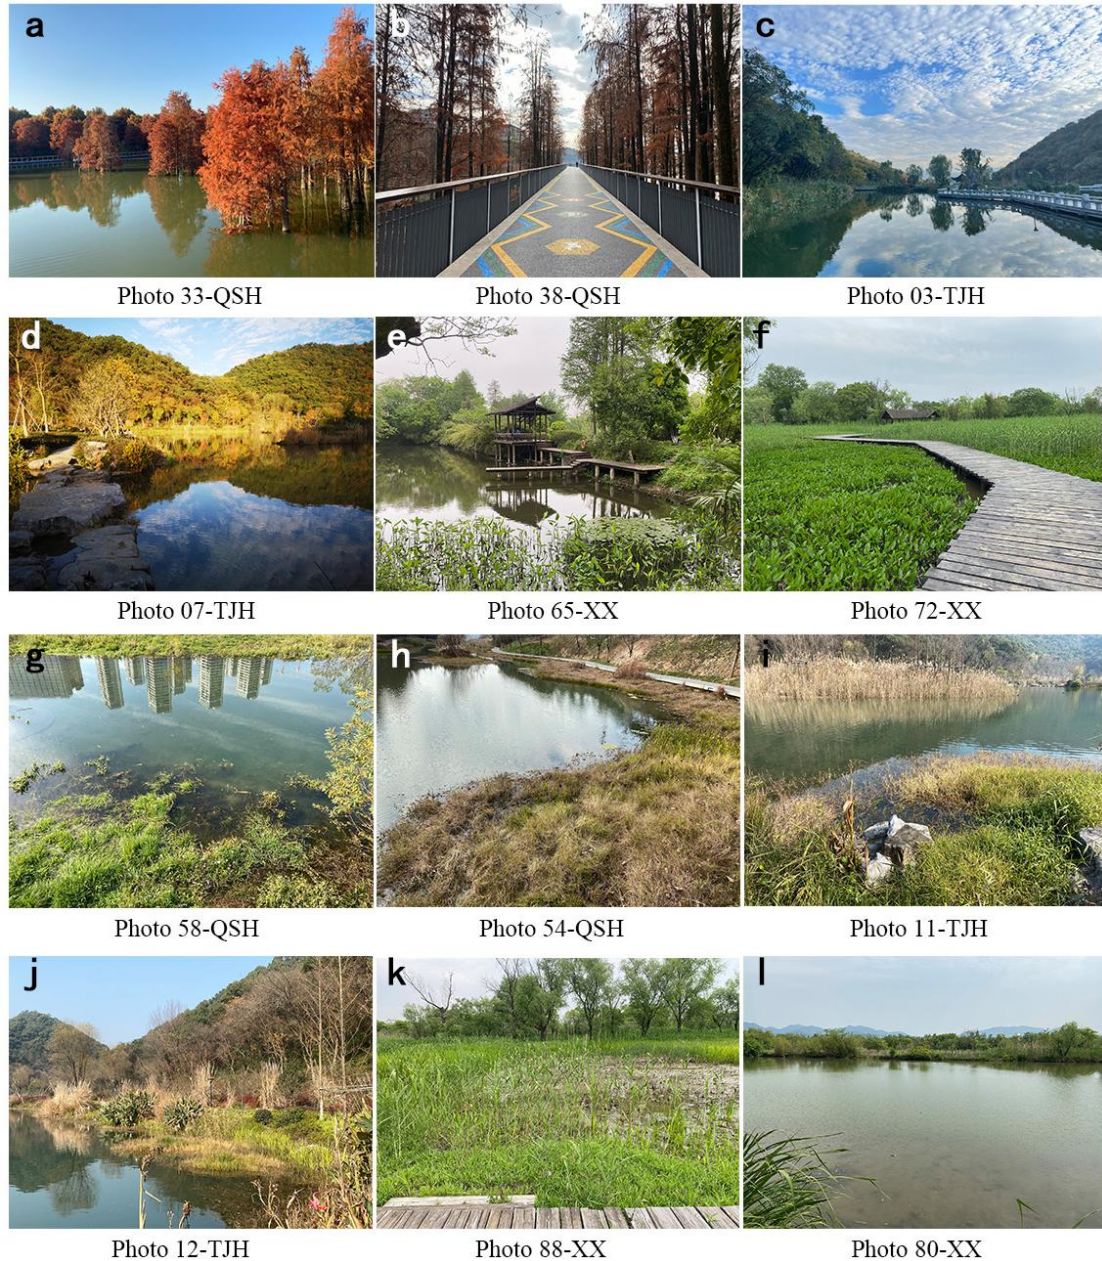 a b c
Photo 33-QSH Photo 38-QSH Photo 03-TJH
d e f
Photo 07-TJH Photo 65-XX Photo 72-XX
g h i
Photo 58-QSH Photo 54-QSH Photo 11-TJH
j k l
Photo 12-TJH Photo 88-XX Photo 80-XX